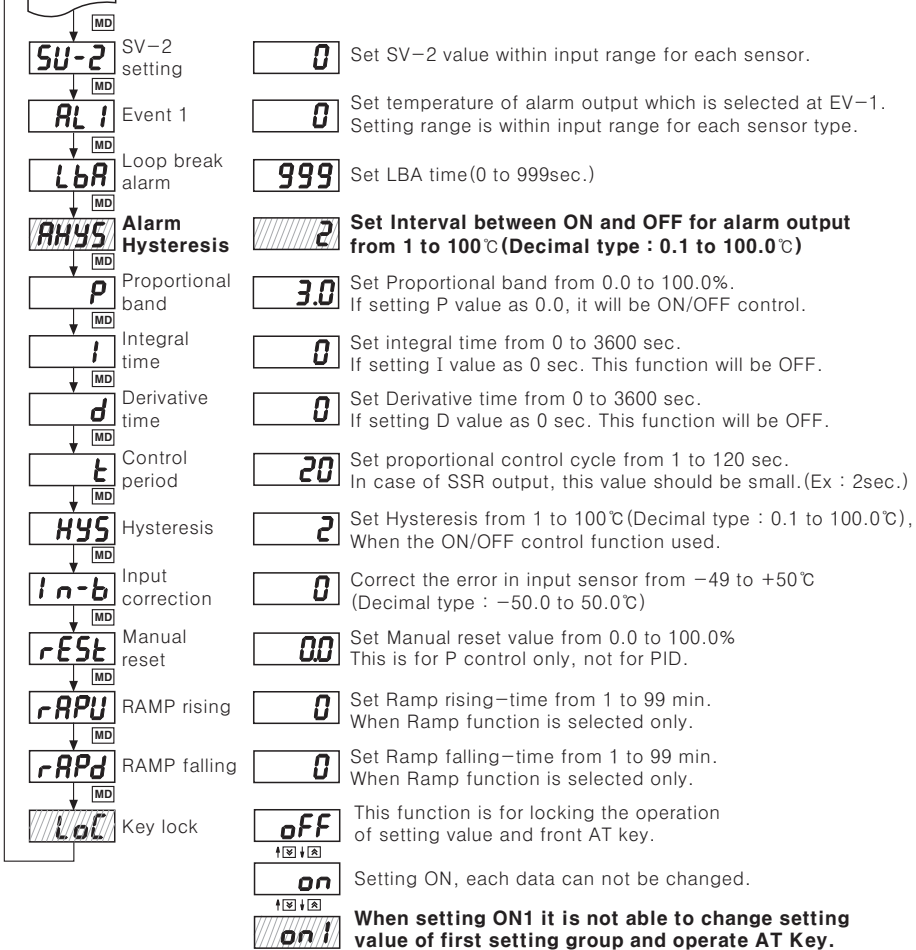 MD
SU-2 SV-2 setting 0 Set SV-2 value within input range for each sensor.
MD
AL 1 Event 1 0 Set temperature of alarm output which is selected at EV-1.
Setting range is within input range for each sensor type.
MD
LbA Loop break alarm 999 Set LBA time(0 to 999sec.)
MD
AHYS Alarm Hysteresis 2 Set Interval between ON and OFF for alarm output
from 1 to 100℃(Decimal type : 0.1 to 100.0℃)
MD
P Proportional band 3.0 Set Proportional band from 0.0 to 100.0%.
If setting P value as 0.0, it will be ON/OFF control.
MD
I Integral time 0 Set integral time from 0 to 3600 sec.
If setting I value as 0 sec. This function will be OFF.
MD
d Derivative time 0 Set Derivative time from 0 to 3600 sec.
If setting D value as 0 sec. This function will be OFF.
MD
t Control period 20 Set proportional control cycle from 1 to 120 sec.
In case of SSR output, this value should be small.(Ex : 2sec.)
MD
HYS Hysteresis 2 Set Hysteresis from 1 to 100℃(Decimal type : 0.1 to 100.0℃),
When the ON/OFF control function used.
MD
In-b Input correction 0 Correct the error in input sensor from -49 to +50℃
(Decimal type : -50.0 to 50.0℃)
MD
rESt Manual reset 0.0 Set Manual reset value from 0.0 to 100.0%
This is for P control only, not for PID.
MD
rAPU RAMP rising 0 Set Ramp rising-time from 1 to 99 min.
When Ramp function is selected only.
MD
rAPd RAMP falling 0 Set Ramp falling-time from 1 to 99 min.
When Ramp function is selected only.
MD
LoC Key lock oFF This function is for locking the operation
of setting value and front AT key.
on Setting ON, each data can not be changed.
on1 When setting ON1 it is not able to change setting
value of first setting group and operate AT Key.